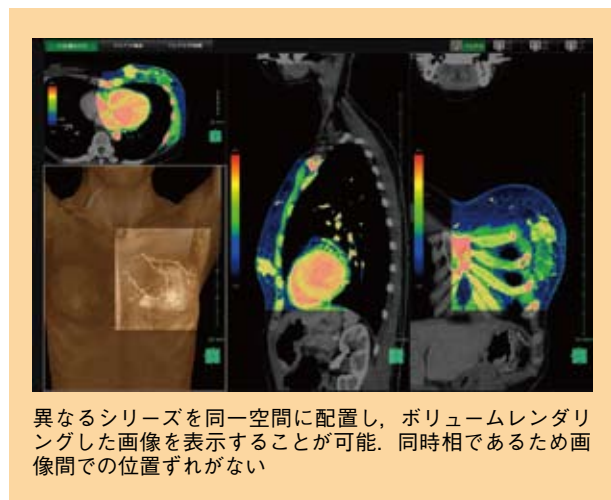 異なるシリーズを同一空間に配置し，ボリュームレンダリ
ングした画像を表示することが可能．同時相であるため画
像間での位置ずれがない